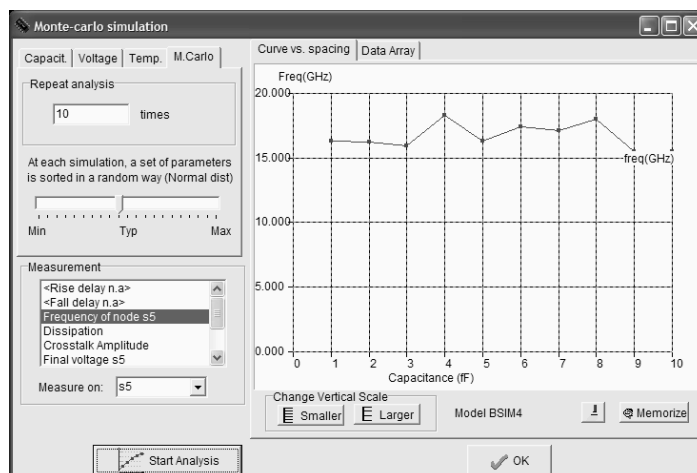 Monte-carlo simulation
Capacit. Voltage Temp. M.Carlo
Repeat analysis
10 times
At each simulation, a set of parameters
is sorted in a random way (Normal dist)
Min Typ Max
Measurement
<Rise delay n.a>
<Fall delay n.a>
Frequency of node s5
Dissipation
Crosstalk Amplitude
Final voltage s5
Measure on: s5
Start Analysis
Curve vs. spacing Data Array
Freq(GHz)
20.000
15.000
freq(GHz)
10.000
5.000
0.000
0 1 2 3 4 5 6 7 8 9 10
Capacitance (fF)
Change Vertical Scale
Smaller Larger Model BSIM4 Memorize
OK